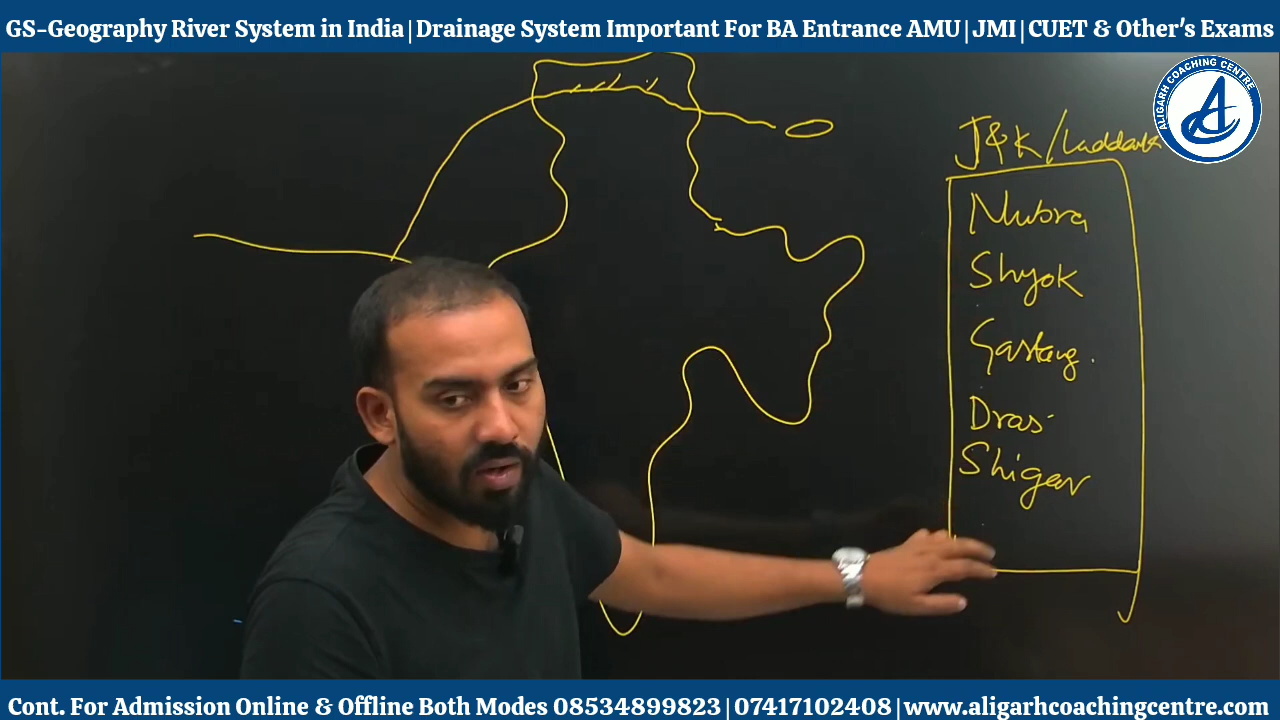 GS-Geography River System in India|Drainage System Important For BA Entrance AMU|JMI|CUET & Other's Exams
ALIGARH COACHING CENTRE
A
J&K/Laddakh
Nubra
Shyok
Gartang.
Dras
Shigar
Cont. For Admission Online & Offline Both Modes 08534899823|07417102408|www.aligarhcoachingcentre.com